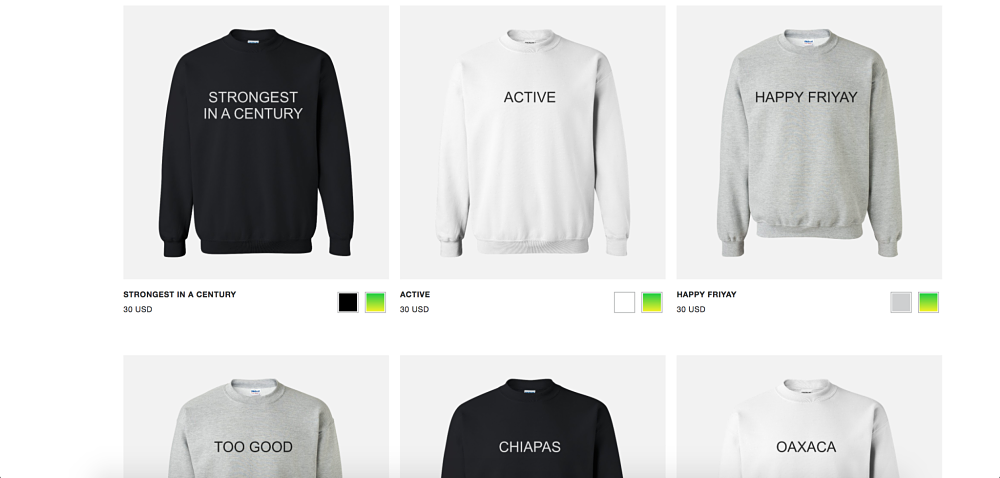 STRONGEST
IN A CENTURY
ACTIVE
HAPPY FRIYAY
STRONGEST IN A CENTURY
30 USD
ACTIVE
30 USD
HAPPY FRIYAY
30 USD
TOO GOOD
CHIAPAS
OAXACA